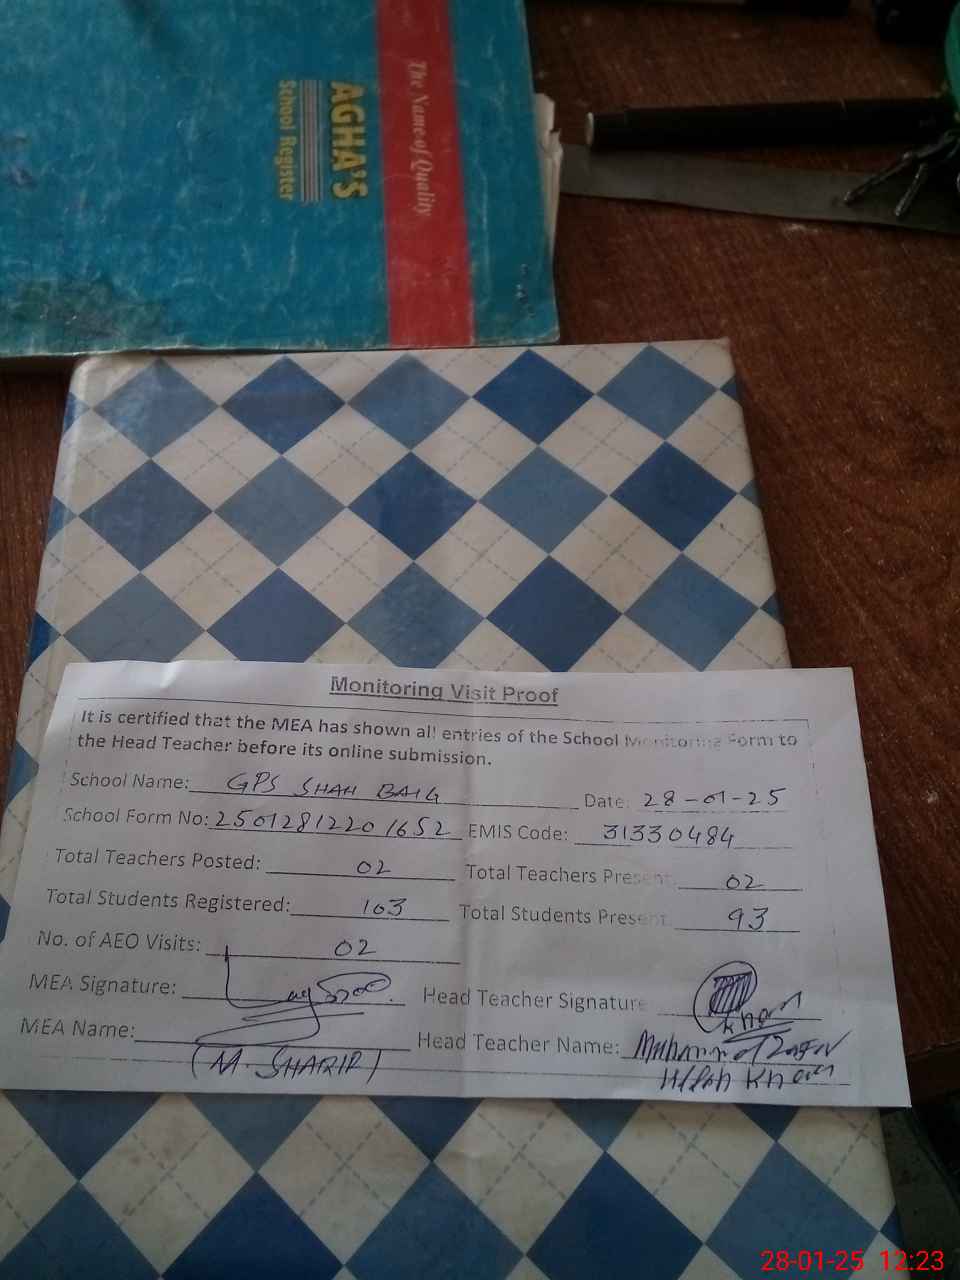 The Name of Quality
AGHA'S
School Register
Monitoring Visit Proof
It is certified that the MEA has shown all entries of the School Monitoring Form to
the Head Teacher before its online submission.
School Name: GPS SHAH BAIG Date: 28-01-25
School Form No: 25012812201652 EMIS Code: 31330484
Total Teachers Posted: 02 Total Teachers Present: 02
Total Students Registered: 103 Total Students Present: 93
No. of AEO Visits: 02
MEA Signature: Head Teacher Signature
Khan
MEA Name: Head Teacher Name: Muhammad
(M. SHARIF) Ullah Khan
28-01-25 12:23